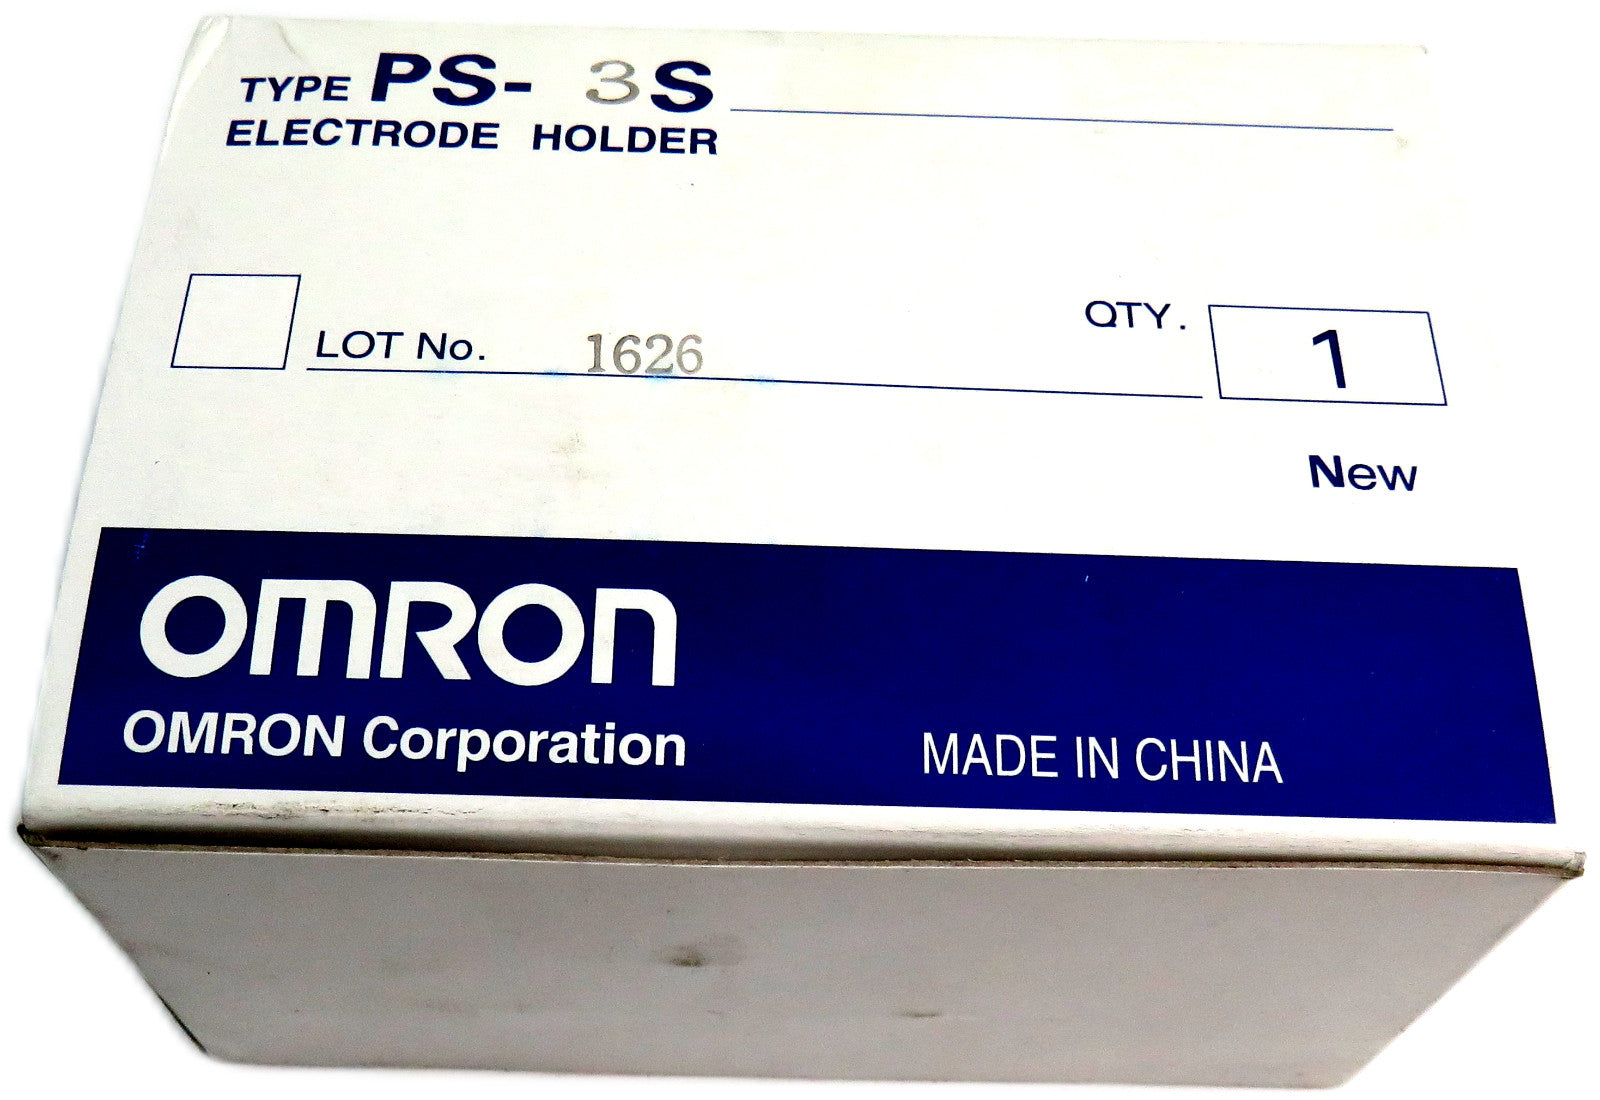 TYPE PS- 3S
ELECTRODE HOLDER
LOT No. 1626
QTY. 1
New
OMRON
OMRON Corporation
MADE IN CHINA